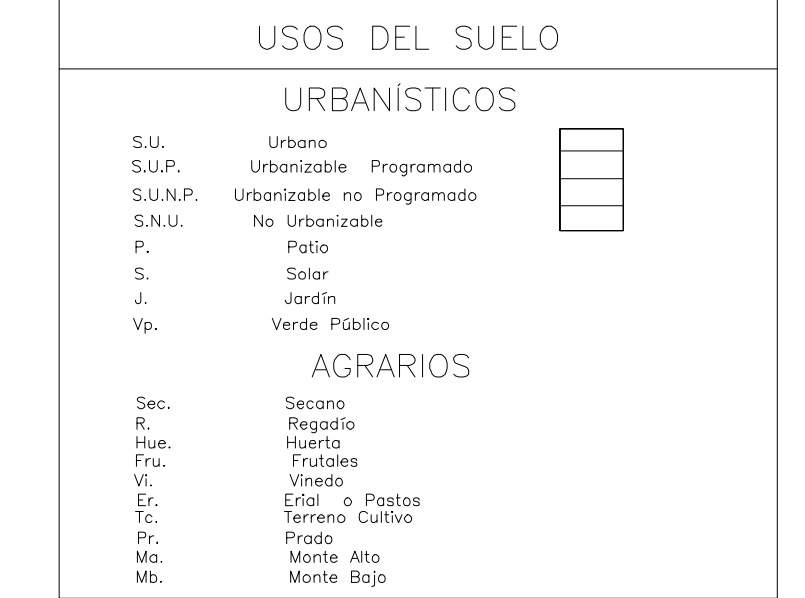 USOS DEL SUELO
URBANÍSTICOS
S.U. Urbano
S.U.P. Urbanizable Programado
S.U.N.P. Urbanizable no Programado
S.N.U. No Urbanizable
P. Patio
S. Solar
J. Jardín
Vp. Verde Público
AGRARIOS
Sec. Secano
R. Regadío
Hue. Huerta
Fru. Frutales
Vi. Vinedo
Er. Erial o Pastos
Tc. Terreno Cultivo
Pr. Prado
Ma. Monte Alto
Mb. Monte Bajo